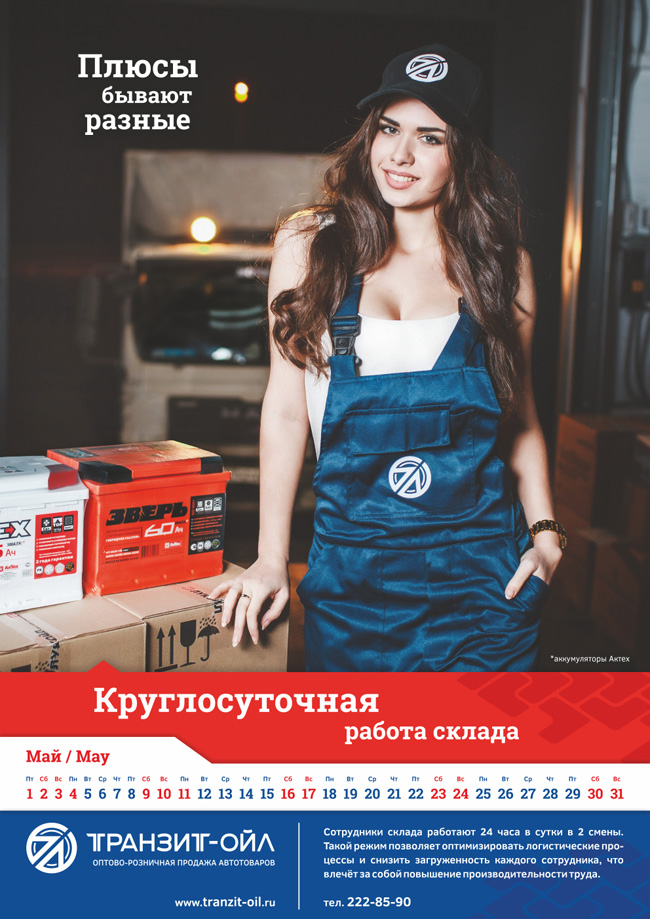 Плюсы
бывают
разные
ЗВЕРЬ
60 Ач
EX
Ач
АкТех
*аккумуляторы Актех
Круглосуточная
работа склада
Май / May
Пт Сб Вс Пн Вт Ср Чт Пт Сб Вс Пн Вт Ср Чт Пт Сб Вс Пн Вт Ср Чт Пт Сб Вс Пн Вт Ср Чт Пт Сб Вс
1 2 3 4 5 6 7 8 9 10 11 12 13 14 15 16 17 18 19 20 21 22 23 24 25 26 27 28 29 30 31
ТРАНЗИТ-ОЙЛ
ОПТОВО-РОЗНИЧНАЯ ПРОДАЖА АВТОТОВАРОВ
www.tranzit-oil.ru
Сотрудники склада работают 24 часа в сутки в 2 смены.
Такой режим позволяет оптимизировать логистические про-
цессы и снизить загруженность каждого сотрудника, что
влечёт за собой повышение производительности труда.
тел. 222-85-90